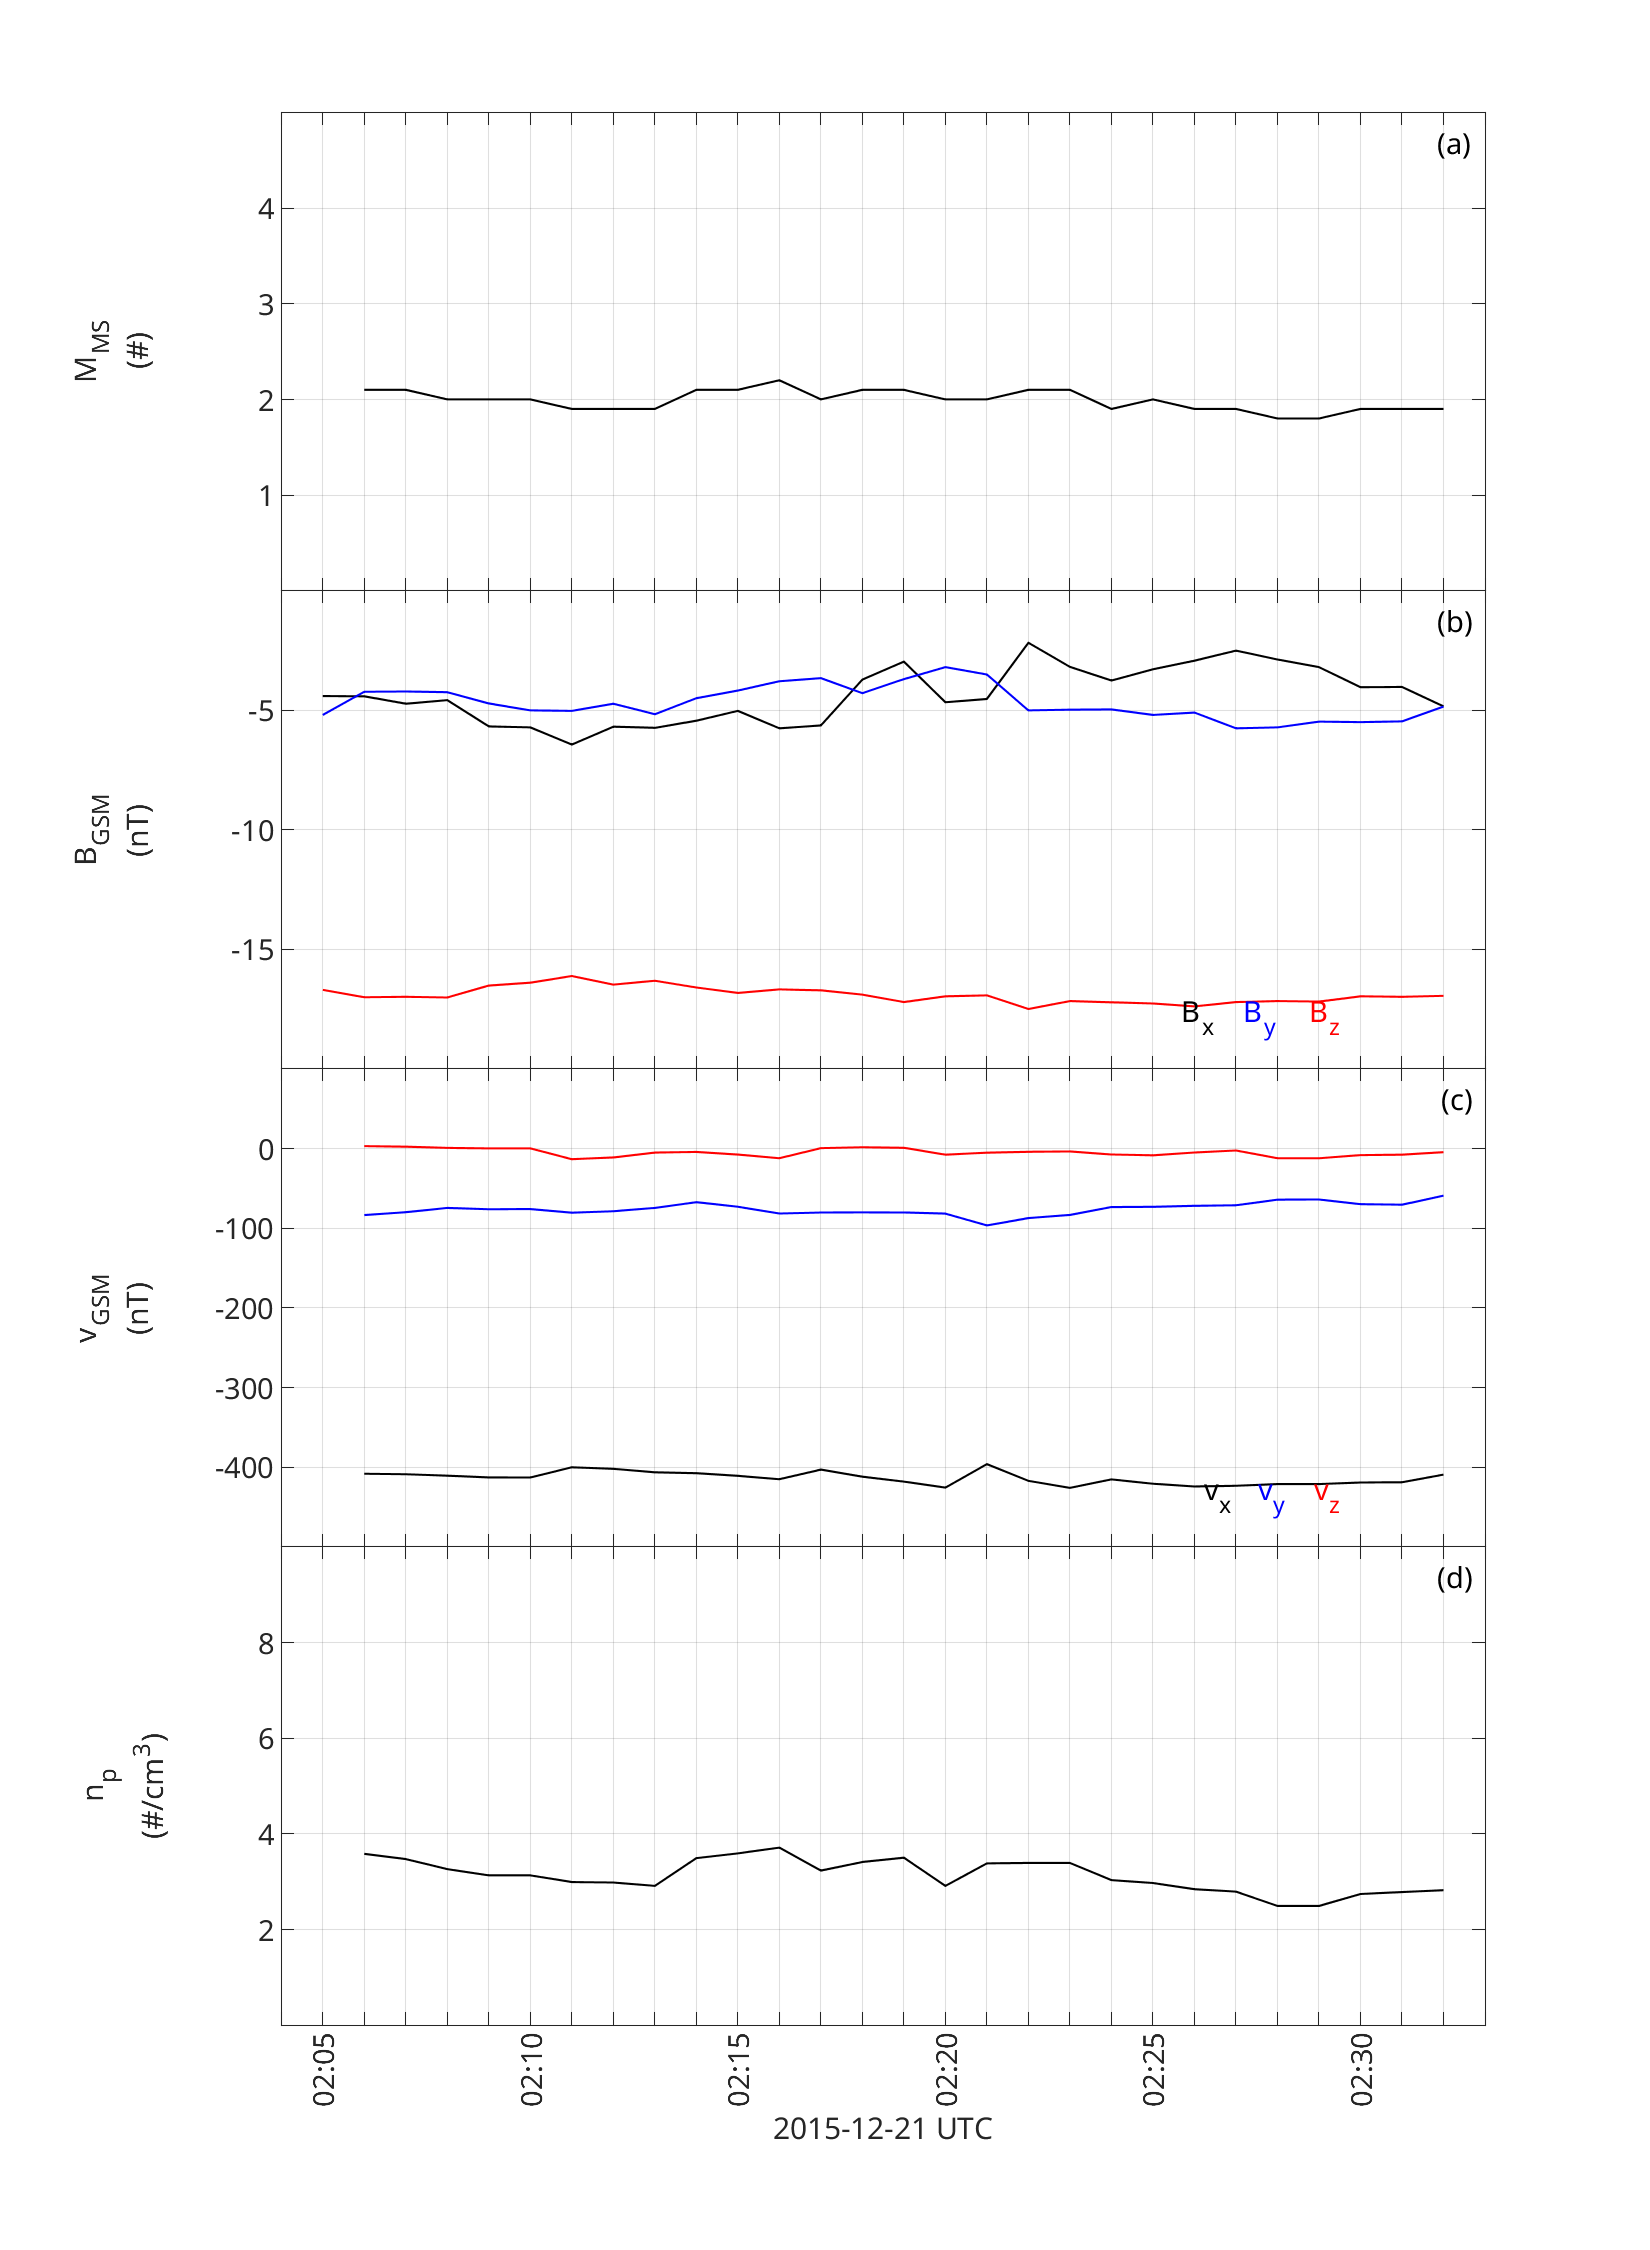 (a)
4
3
2
1
M_MS
(#)
(b)
-5
-10
-15
B_GSM
(nT)
B_x B_y B_z
(c)
0
-100
-200
-300
-400
v_GSM
(nT)
v_x v_y v_z
(d)
8
6
4
2
n_p
(#/cm³)
02:05 02:10 02:15 02:20 02:25 02:30
2015-12-21 UTC